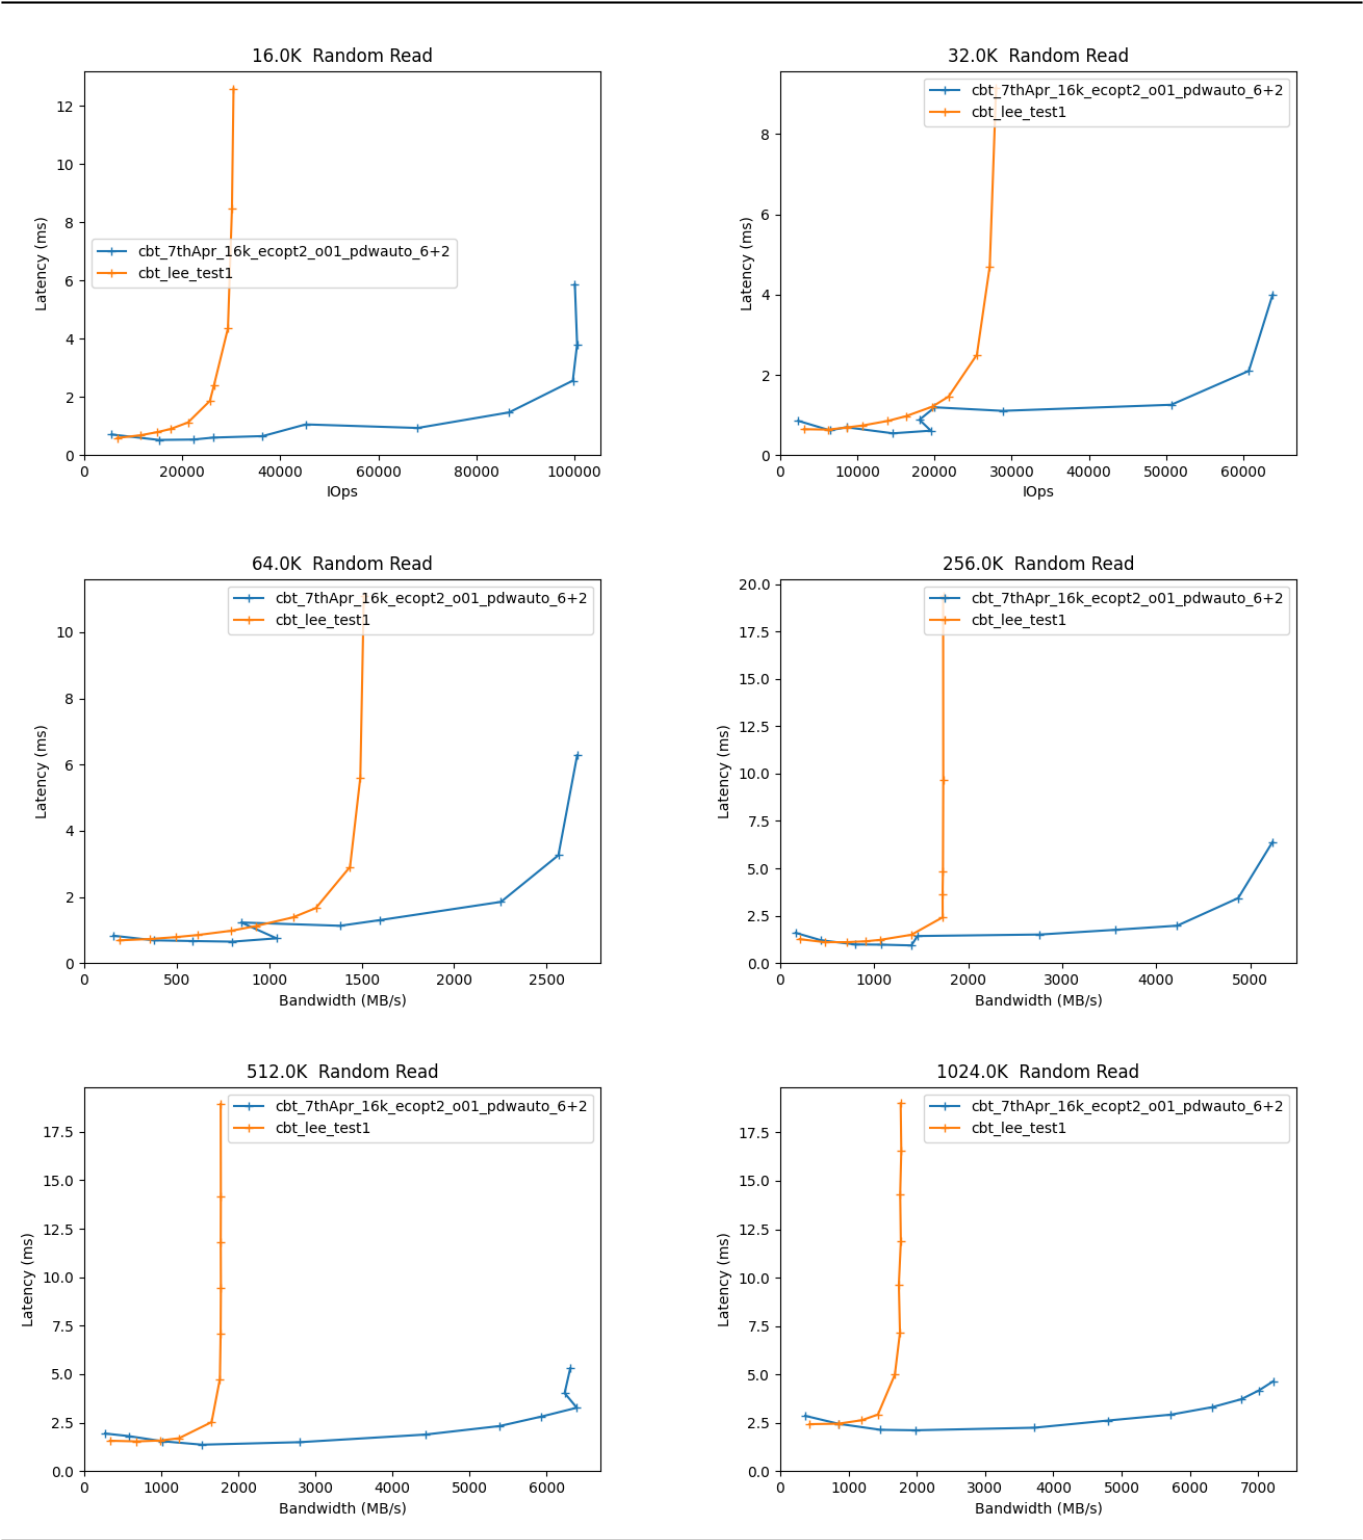 16.0K  Random Read
12
10
8
6
4
2
0
Latency (ms)
cbt_7thApr_16k_ecopt2_o01_pdwauto_6+2
cbt_lee_test1
0 20000 40000 60000 80000 100000
IOps
32.0K  Random Read
8
6
4
2
0
Latency (ms)
cbt_7thApr_16k_ecopt2_o01_pdwauto_6+2
cbt_lee_test1
0 10000 20000 30000 40000 50000 60000
IOps
64.0K  Random Read
10
8
6
4
2
0
Latency (ms)
cbt_7thApr_16k_ecopt2_o01_pdwauto_6+2
cbt_lee_test1
0 500 1000 1500 2000 2500
Bandwidth (MB/s)
256.0K  Random Read
20.0
17.5
15.0
12.5
10.0
7.5
5.0
2.5
0.0
Latency (ms)
cbt_7thApr_16k_ecopt2_o01_pdwauto_6+2
cbt_lee_test1
0 1000 2000 3000 4000 5000
Bandwidth (MB/s)
512.0K  Random Read
17.5
15.0
12.5
10.0
7.5
5.0
2.5
0.0
Latency (ms)
cbt_7thApr_16k_ecopt2_o01_pdwauto_6+2
cbt_lee_test1
0 1000 2000 3000 4000 5000 6000
Bandwidth (MB/s)
1024.0K  Random Read
17.5
15.0
12.5
10.0
7.5
5.0
2.5
0.0
Latency (ms)
cbt_7thApr_16k_ecopt2_o01_pdwauto_6+2
cbt_lee_test1
0 1000 2000 3000 4000 5000 6000 7000
Bandwidth (MB/s)